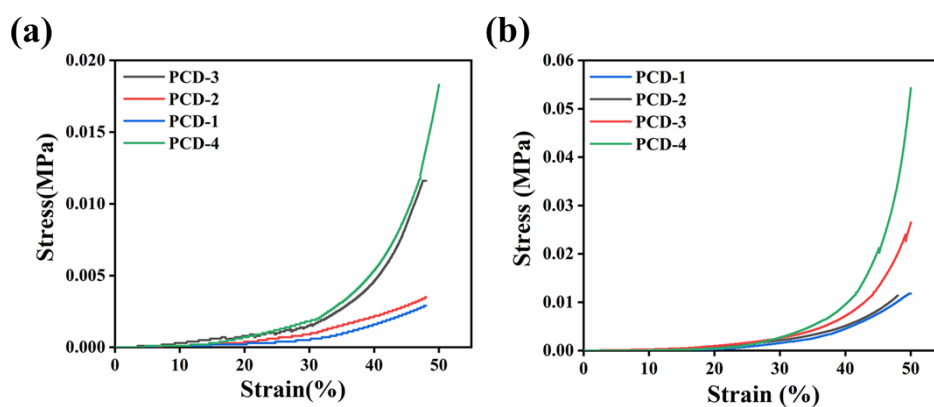 (a)
0.020
0.015
0.010
0.005
0.000
Stress(MPa)
PCD-3
PCD-2
PCD-1
PCD-4
0 10 20 30 40 50
Strain(%)
(b)
0.06
0.05
0.04
0.03
0.02
0.01
0.00
Stress (MPa)
PCD-1
PCD-2
PCD-3
PCD-4
0 10 20 30 40 50
Strain (%)